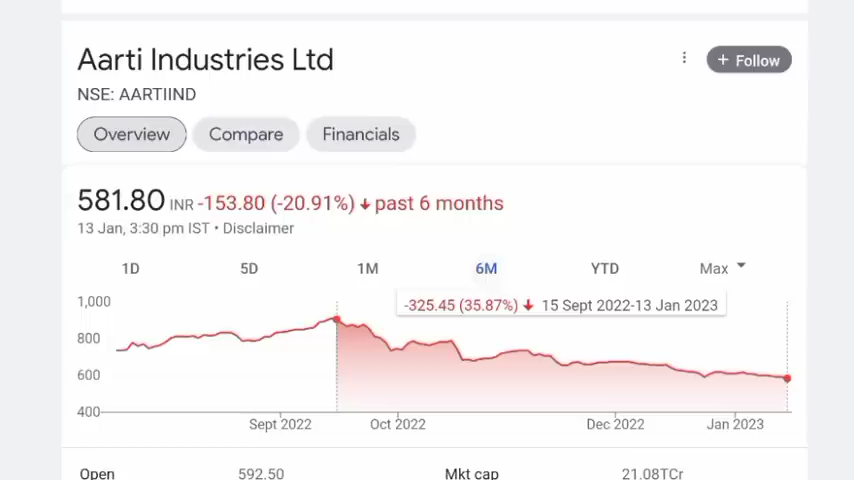 Aarti Industries Ltd
+ Follow
NSE: AARTIIND
Overview Compare Financials
581.80 INR -153.80 (-20.91%) ↓ past 6 months
13 Jan, 3:30 pm IST • Disclaimer
1D 5D 1M 6M YTD Max
-325.45 (35.87%) ↓ 15 Sept 2022-13 Jan 2023
1,000
800
600
400
Sept 2022 Oct 2022 Dec 2022 Jan 2023
Open 592.50 Mkt cap 21.08TCr